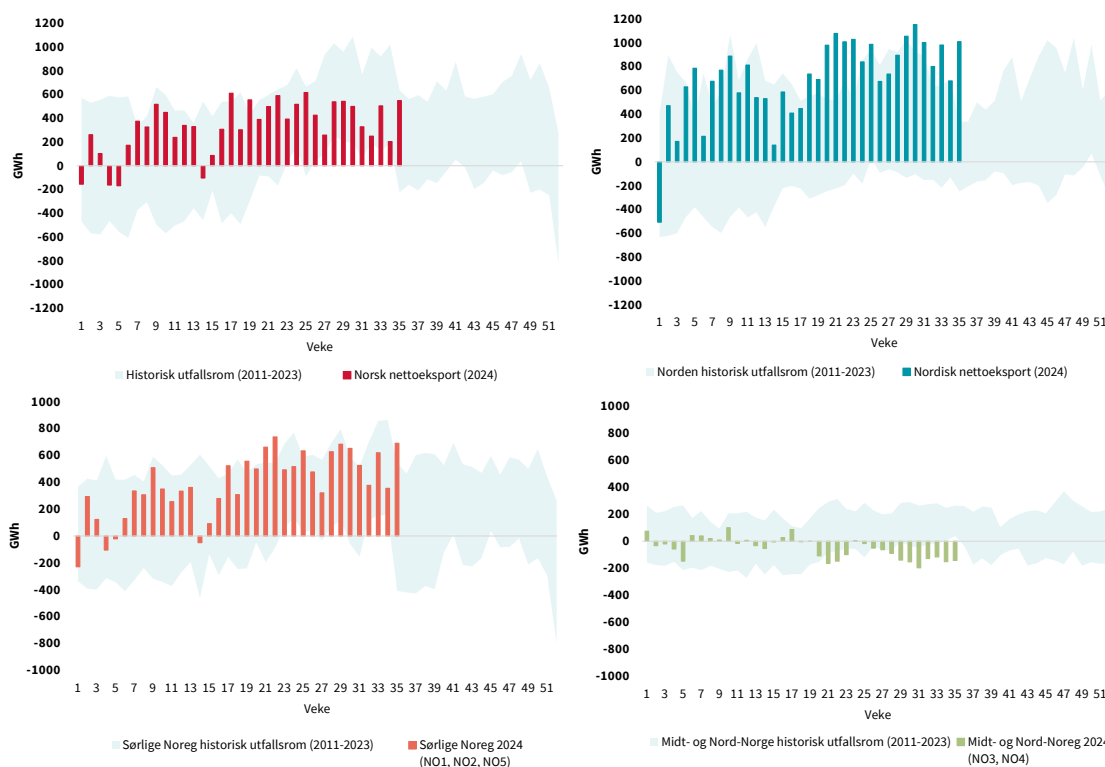 1200
1000
800
600
400
200
0
-200
-400
-600
-800
-1000
-1200
GWh
1 3 5 7 9 11 13 15 17 19 21 23 25 27 29 31 33 35 37 39 41 43 45 47 49 51
Veke
Historisk utfallsrom (2011-2023) Norsk nettoeksport (2024)
1200
1000
800
600
400
200
0
-200
-400
-600
-800
-1000
-1200
GWh
1 3 5 7 9 11 13 15 17 19 21 23 25 27 29 31 33 35 37 39 41 43 45 47 49 51
Veke
Norden historisk utfallsrom (2011-2023) Nordisk nettoeksport (2024)
1000
800
600
400
200
0
-200
-400
-600
-800
-1000
GWh
1 3 5 7 9 11 13 15 17 19 21 23 25 27 29 31 33 35 37 39 41 43 45 47 49 51
Veke
Sørlige Noreg historisk utfallsrom (2011-2023) Sørlige Noreg 2024
(NO1, NO2, NO5)
1000
800
600
400
200
0
-200
-400
-600
-800
-1000
GWh
1 3 5 7 9 11 13 15 17 19 21 23 25 27 29 31 33 35 37 39 41 43 45 47 49 51
Veke
Midt- og Nord-Norge historisk utfallsrom (2011-2023) Midt- og Nord-Noreg 2024
(NO3, NO4)